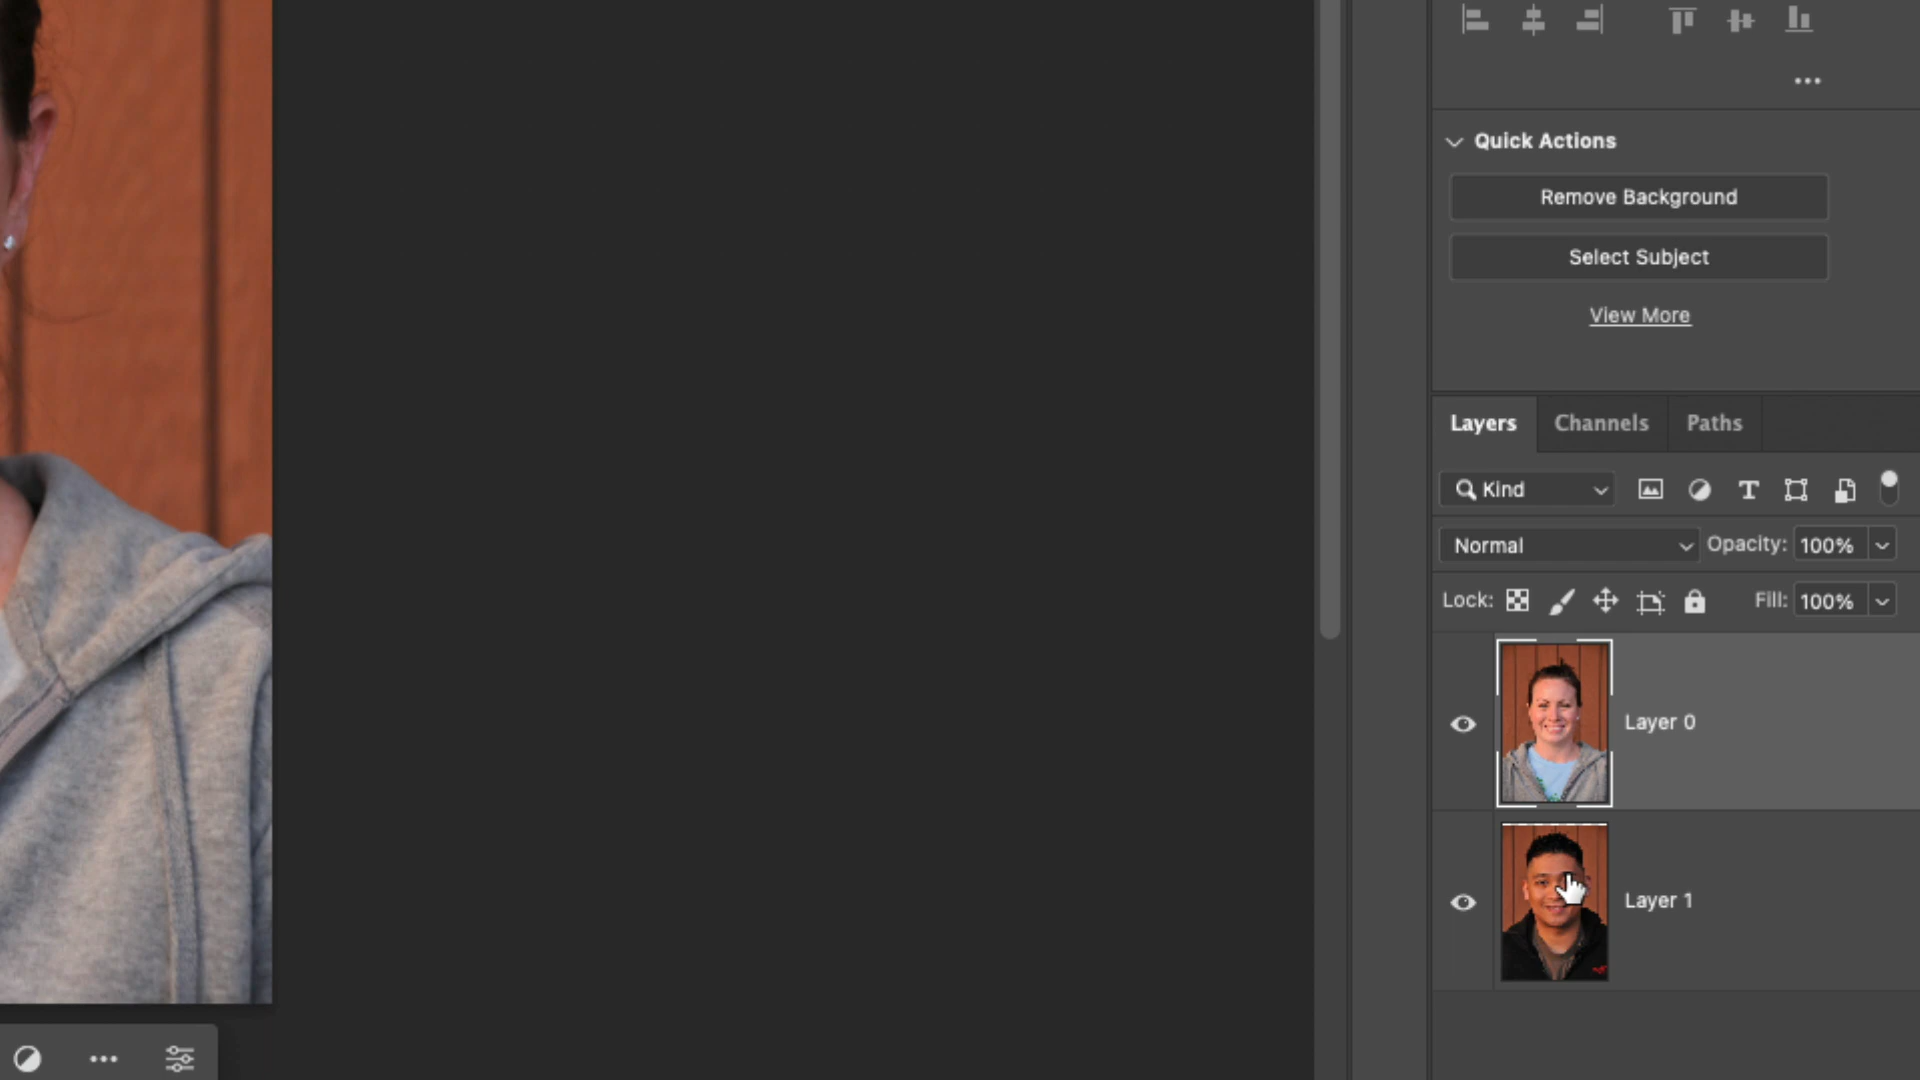 Quick Actions
Remove Background
Select Subject
View More
Layers Channels Paths
Kind
Normal Opacity: 100%
Lock: Fill: 100%
Layer 0
Layer 1